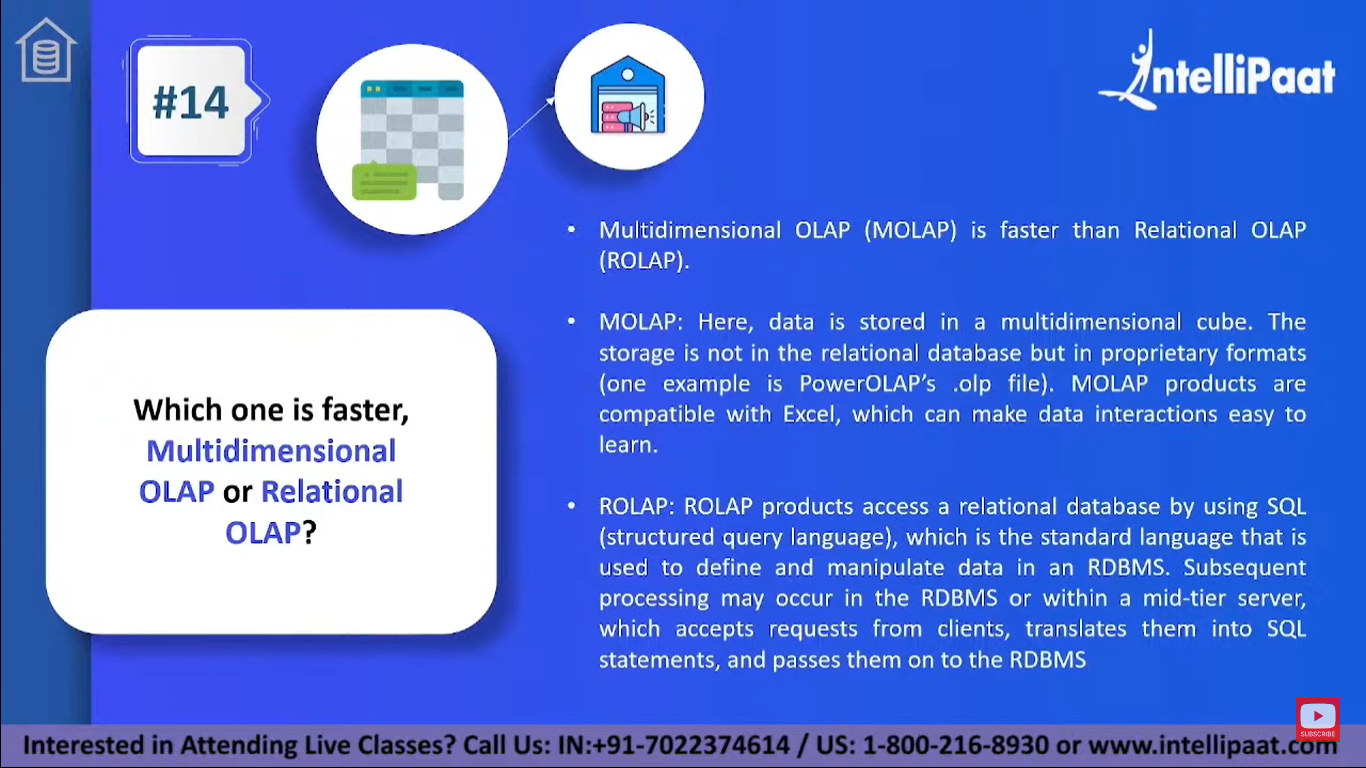 #14
IntelliPaat
Which one is faster,
Multidimensional
OLAP or Relational
OLAP?
• Multidimensional OLAP (MOLAP) is faster than Relational OLAP
(ROLAP).
• MOLAP: Here, data is stored in a multidimensional cube. The
storage is not in the relational database but in proprietary formats
(one example is PowerOLAP’s .olp file). MOLAP products are
compatible with Excel, which can make data interactions easy to
learn.
• ROLAP: ROLAP products access a relational database by using SQL
(structured query language), which is the standard language that is
used to define and manipulate data in an RDBMS. Subsequent
processing may occur in the RDBMS or within a mid-tier server,
which accepts requests from clients, translates them into SQL
statements, and passes them on to the RDBMS
SUBSCRIBE
Interested in Attending Live Classes? Call Us: IN:+91-7022374614 / US: 1-800-216-8930 or www.intellipaat.com